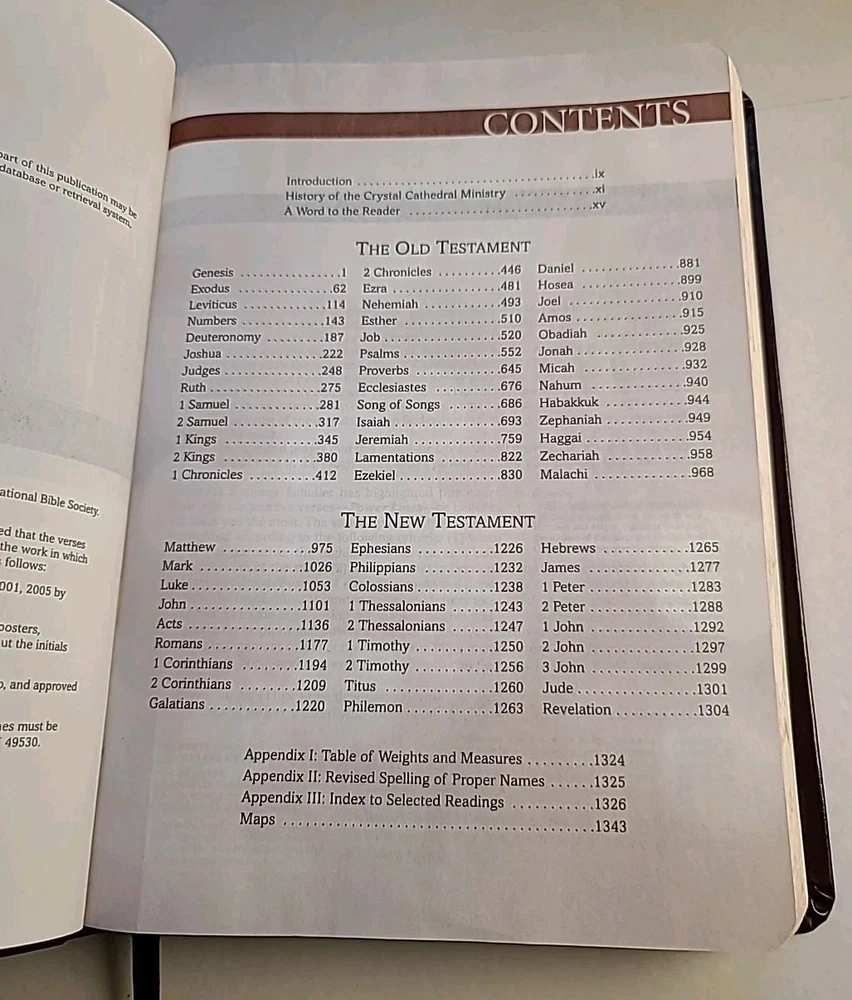 part of this publication may be
database or retrieval system,
ational Bible Society.
ed that the verses
the work in which
follows:
001, 2005 by
posters,
ut the initials
, and approved
es must be
49530.
CONTENTS
Introduction ..........ix
History of the Crystal Cathedral Ministry ..........xi
A Word to the Reader ..........xv
THE OLD TESTAMENT
Genesis ..........1
Exodus ..........62
Leviticus ..........114
Numbers ..........143
Deuteronomy ..........187
Joshua ..........222
Judges ..........248
Ruth ..........275
1 Samuel ..........281
2 Samuel ..........317
1 Kings ..........345
2 Kings ..........380
1 Chronicles ..........412
2 Chronicles ..........446
Ezra ..........481
Nehemiah ..........493
Esther ..........510
Job ..........520
Psalms ..........552
Proverbs ..........645
Ecclesiastes ..........676
Song of Songs ..........686
Isaiah ..........693
Jeremiah ..........759
Lamentations ..........822
Ezekiel ..........830
Daniel ..........881
Hosea ..........899
Joel ..........910
Amos ..........915
Obadiah ..........925
Jonah ..........928
Micah ..........932
Nahum ..........940
Habakkuk ..........944
Zephaniah ..........949
Haggai ..........954
Zechariah ..........958
Malachi ..........968
THE NEW TESTAMENT
Matthew ..........975
Mark ..........1026
Luke ..........1053
John ..........1101
Acts ..........1136
Romans ..........1177
1 Corinthians ..........1194
2 Corinthians ..........1209
Galatians ..........1220
Ephesians ..........1226
Philippians ..........1232
Colossians ..........1238
1 Thessalonians ..........1243
2 Thessalonians ..........1247
1 Timothy ..........1250
2 Timothy ..........1256
Titus ..........1260
Philemon ..........1263
Hebrews ..........1265
James ..........1277
1 Peter ..........1283
2 Peter ..........1288
1 John ..........1292
2 John ..........1297
3 John ..........1299
Jude ..........1301
Revelation ..........1304
Appendix I: Table of Weights and Measures ..........1324
Appendix II: Revised Spelling of Proper Names ..........1325
Appendix III: Index to Selected Readings ..........1326
Maps ..........1343